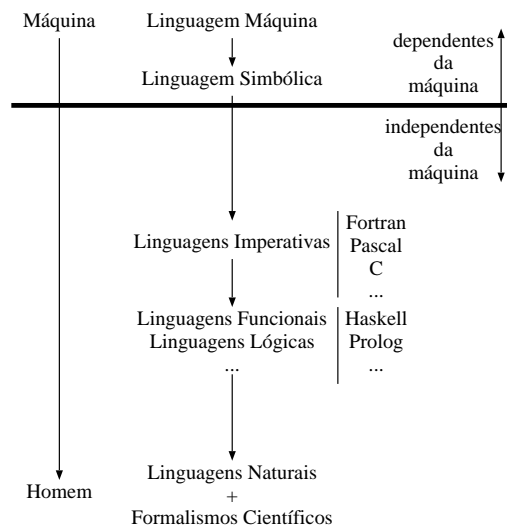 Máquina
Linguagem Máquina
dependentes
da
máquina
Linguagem Simbólica
independentes
da
máquina
Linguagens Imperativas
Fortran
Pascal
C
...
Linguagens Funcionais
Linguagens Lógicas
...
Haskell
Prolog
...
Homem
Linguagens Naturais
+
Formalismos Científicos